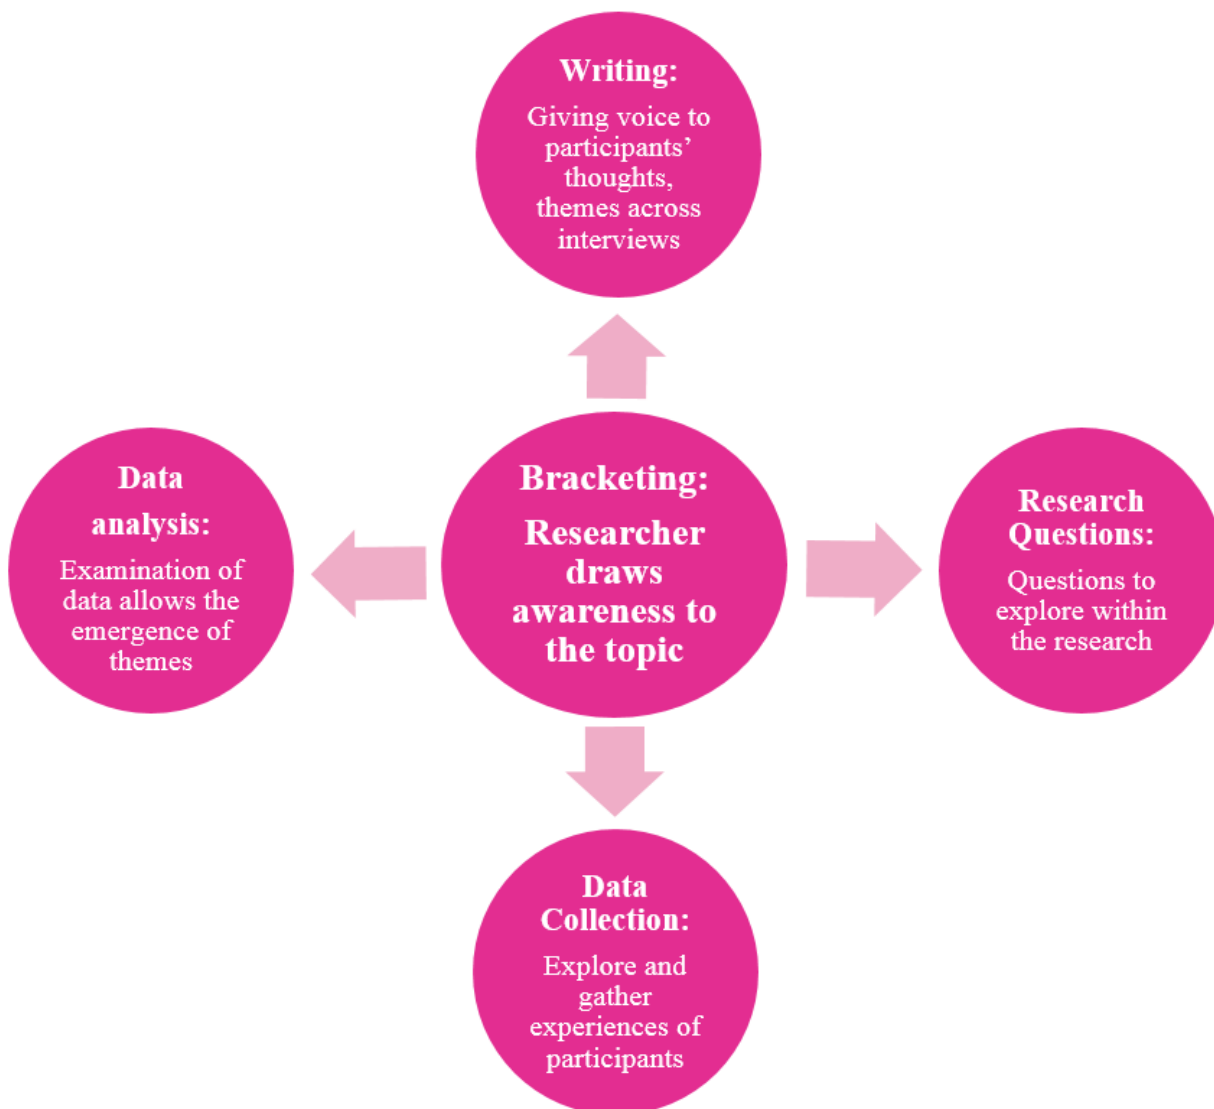 Writing:
Giving voice to
participants’
thoughts,
themes across
interviews
Data
analysis:
Examination of
data allows the
emergence of
themes
Bracketing:
Researcher
draws
awareness to
the topic
Research
Questions:
Questions to
explore within
the research
Data
Collection:
Explore and
gather
experiences of
participants